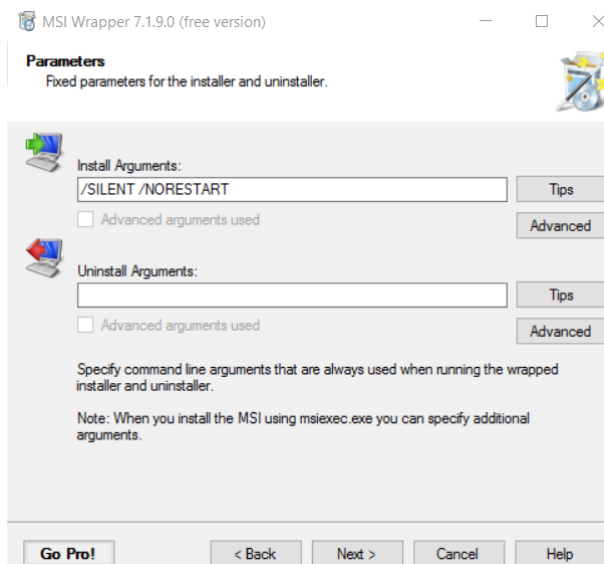 MSI Wrapper 7.1.9.0 (free version)
Parameters
Fixed parameters for the installer and uninstaller.
Install Arguments:
/SILENT /NORESTART
Tips
Advanced arguments used
Advanced
Uninstall Arguments:
Tips
Advanced arguments used
Advanced
Specify command line arguments that are always used when running the wrapped
installer and uninstaller.
Note: When you install the MSI using msiexec.exe you can specify additional
arguments.
Go Pro!
< Back
Next >
Cancel
Help